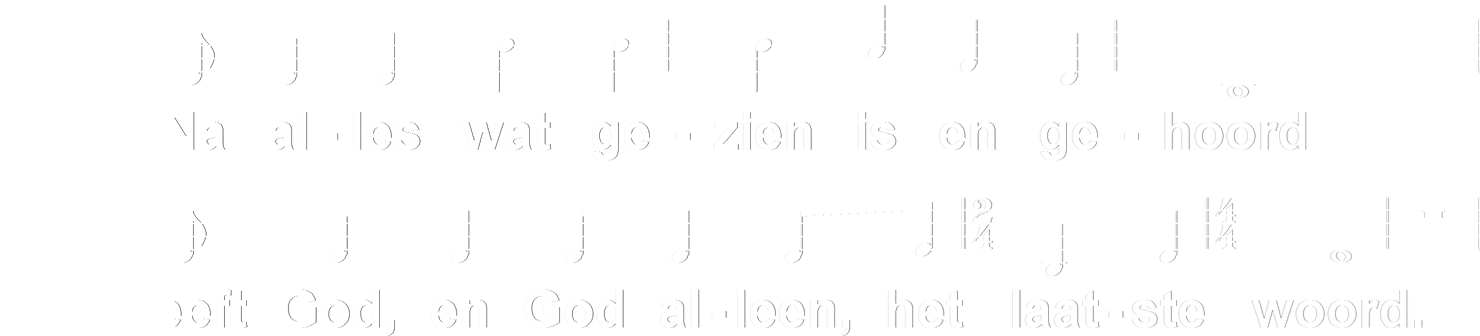 Na al - les wat ge - zien is en ge - hoord
eeft God, en God al - leen, het laat - ste woord.